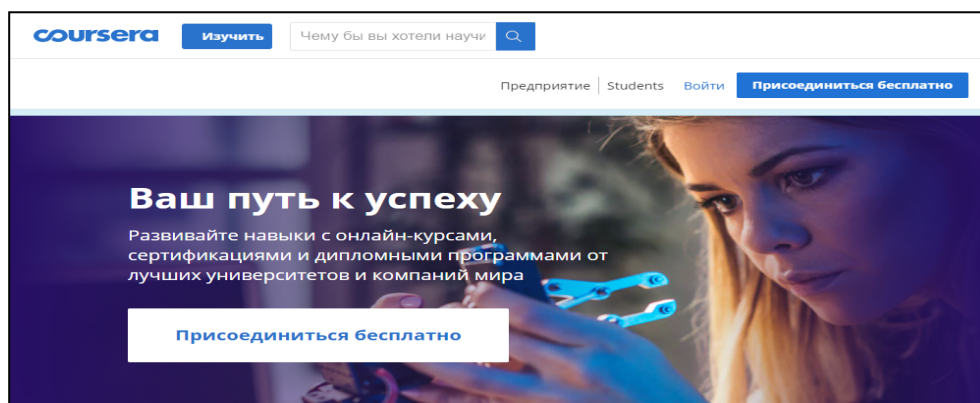 coursera Изучить Чему бы вы хотели научи
Предприятие Students Войти Присоединиться бесплатно
Ваш путь к успеху
Развивайте навыки с онлайн-курсами,
сертификациями и дипломными программами от
лучших университетов и компаний мира
Присоединиться бесплатно